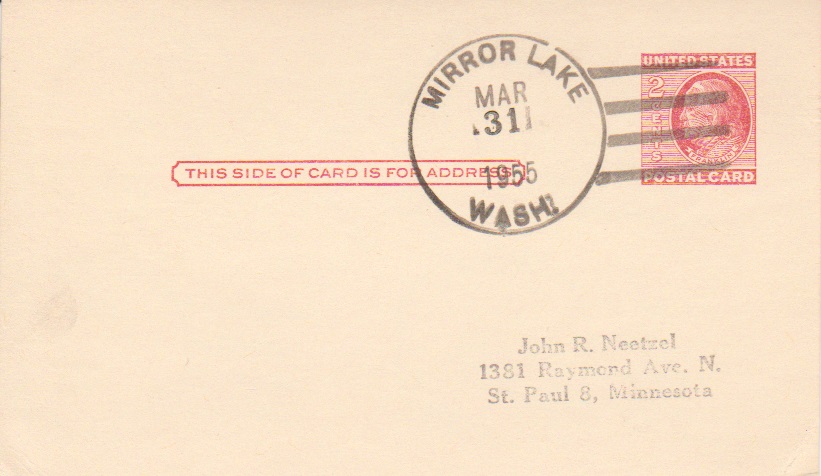 MIRROR LAKE
MAR
31
1955
WASH.
UNITED STATES
2
CENTS
FRANKLIN
POSTAL CARD
THIS SIDE OF CARD IS FOR ADDRESS
John R. Neetzel
1381 Raymond Ave. N.
St. Paul 8, Minnesota